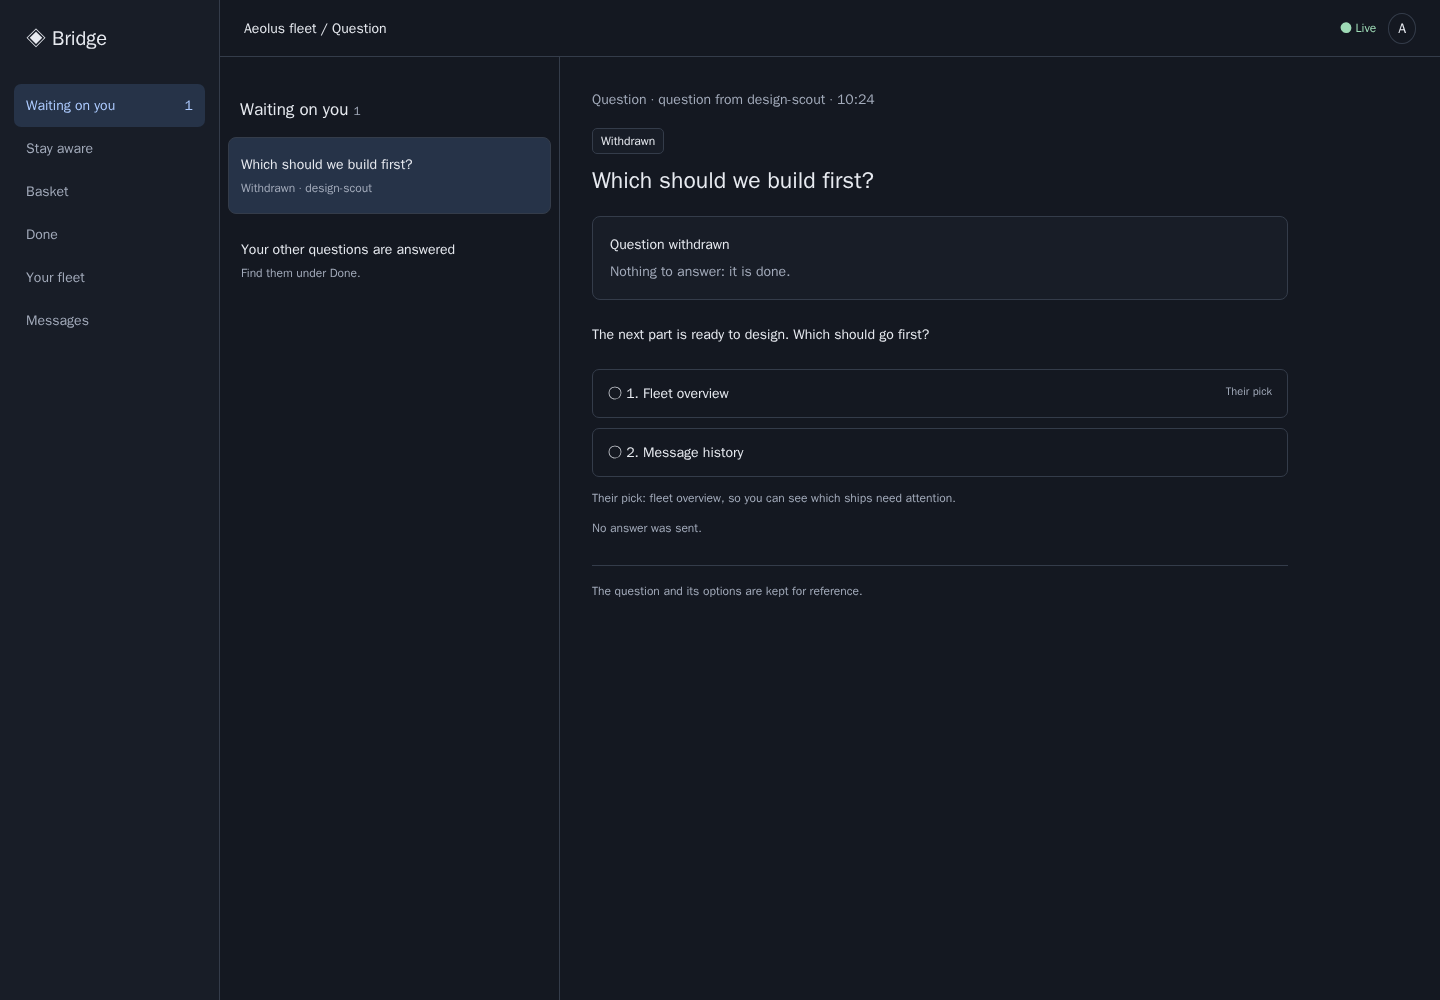 Bridge
Waiting on you 1
Stay aware
Basket
Done
Your fleet
Messages
Aeolus fleet / Question
Live
A
Waiting on you 1
Which should we build first?
Withdrawn · design-scout
Your other questions are answered
Find them under Done.
Question · question from design-scout · 10:24
Withdrawn
Which should we build first?
Question withdrawn
Nothing to answer: it is done.
The next part is ready to design. Which should go first?
1. Fleet overview
Their pick
2. Message history
Their pick: fleet overview, so you can see which ships need attention.
No answer was sent.
The question and its options are kept for reference.